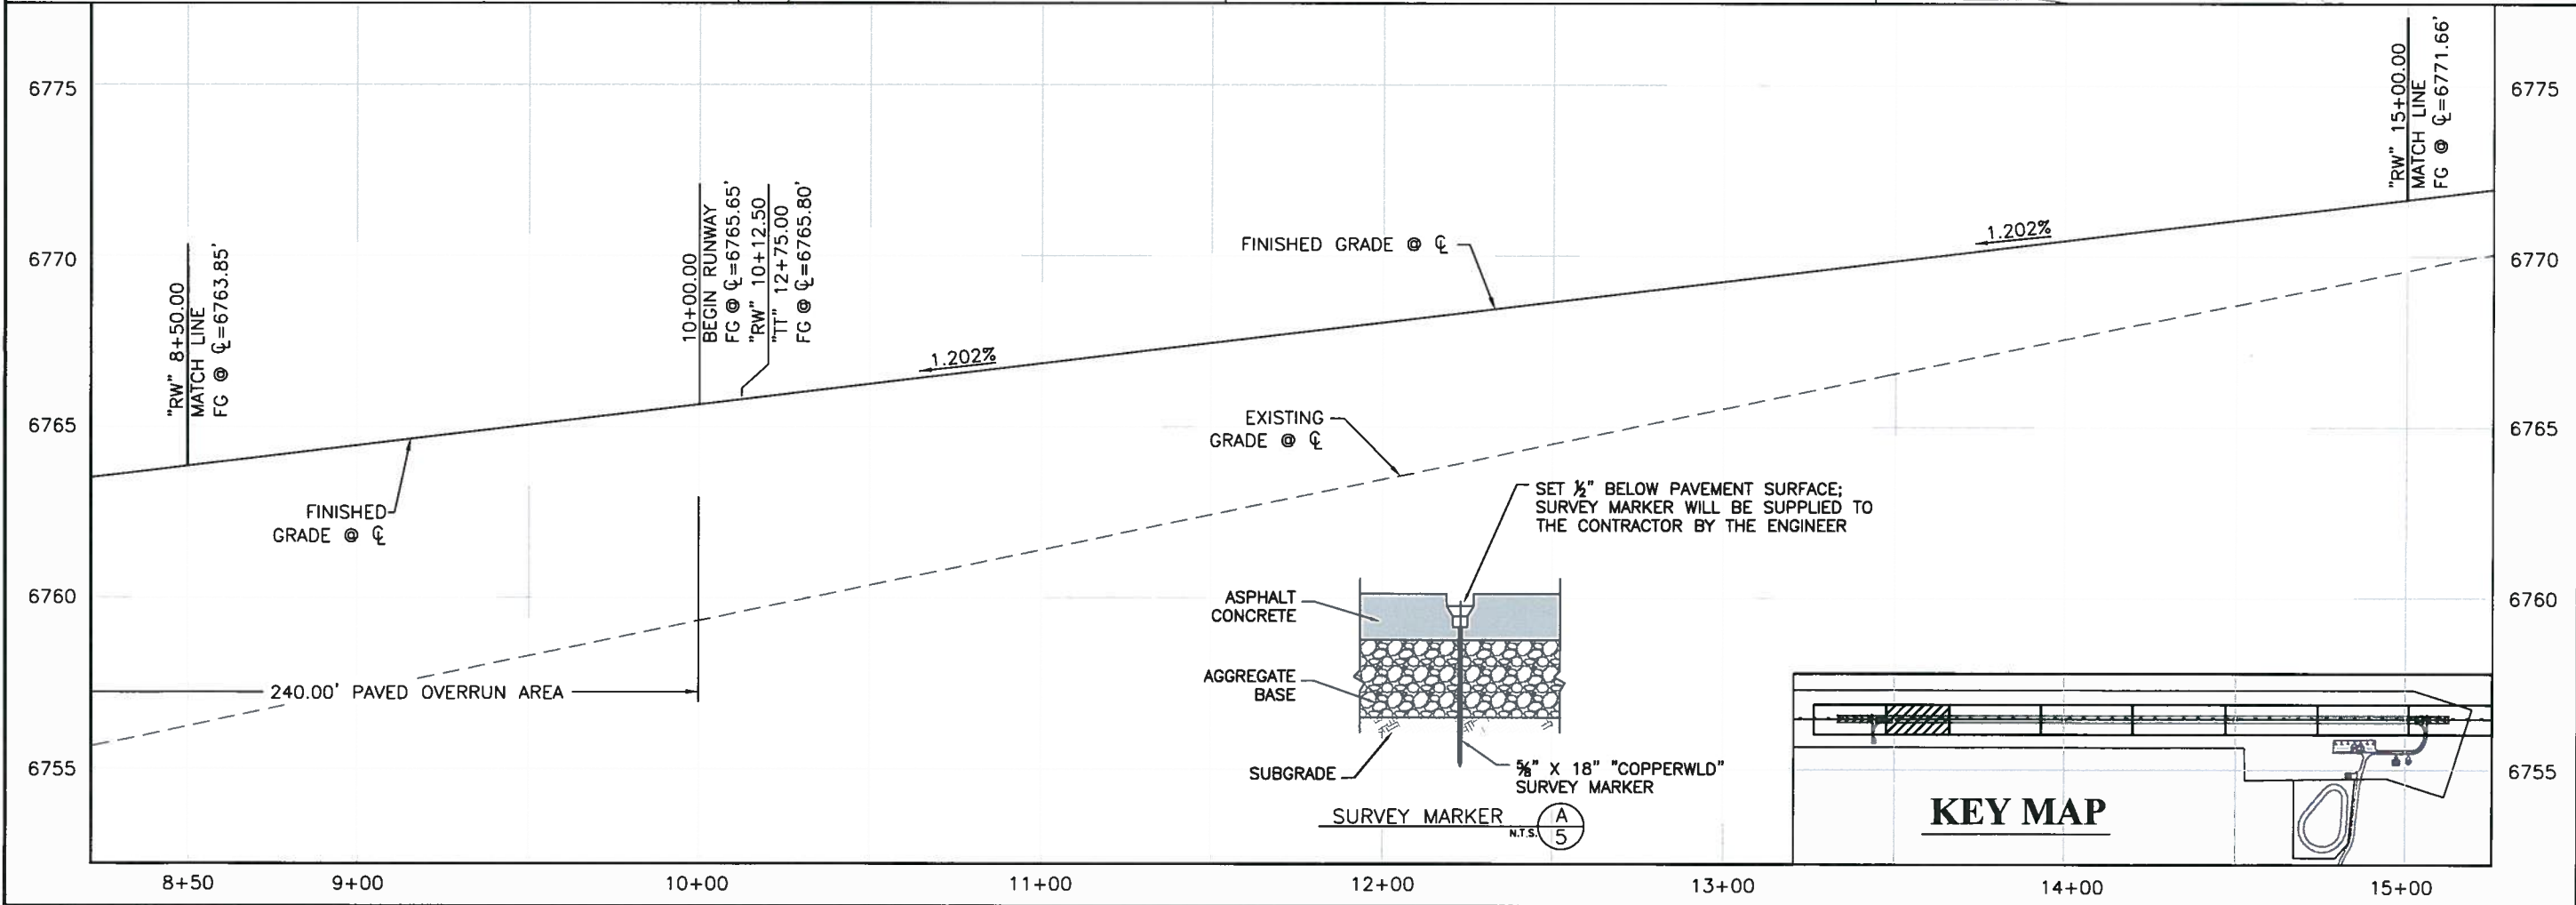 6775
6770
6765
6760
6755
"RW" 8+50.00
MATCH LINE
FG @ ℄=6763.85'
10+00.00
BEGIN RUNWAY
FG @ ℄=6765.65'
"RW" 10+12.50
"TT" 12+75.00
FG @ ℄=6765.80'
"RW" 15+00.00
MATCH LINE
FG @ ℄=6771.66'
6775
6770
6765
6760
6755
FINISHED GRADE @ ℄
1.202%
1.202%
EXISTING
GRADE @ ℄
FINISHED
GRADE @ ℄
240.00' PAVED OVERRUN AREA
SET ½" BELOW PAVEMENT SURFACE;
SURVEY MARKER WILL BE SUPPLIED TO
THE CONTRACTOR BY THE ENGINEER
ASPHALT
CONCRETE
AGGREGATE
BASE
SUBGRADE
⅝" X 18" "COPPERWLD"
SURVEY MARKER
SURVEY MARKER
N.T.S.
A
5
KEY MAP
8+50
9+00
10+00
11+00
12+00
13+00
14+00
15+00